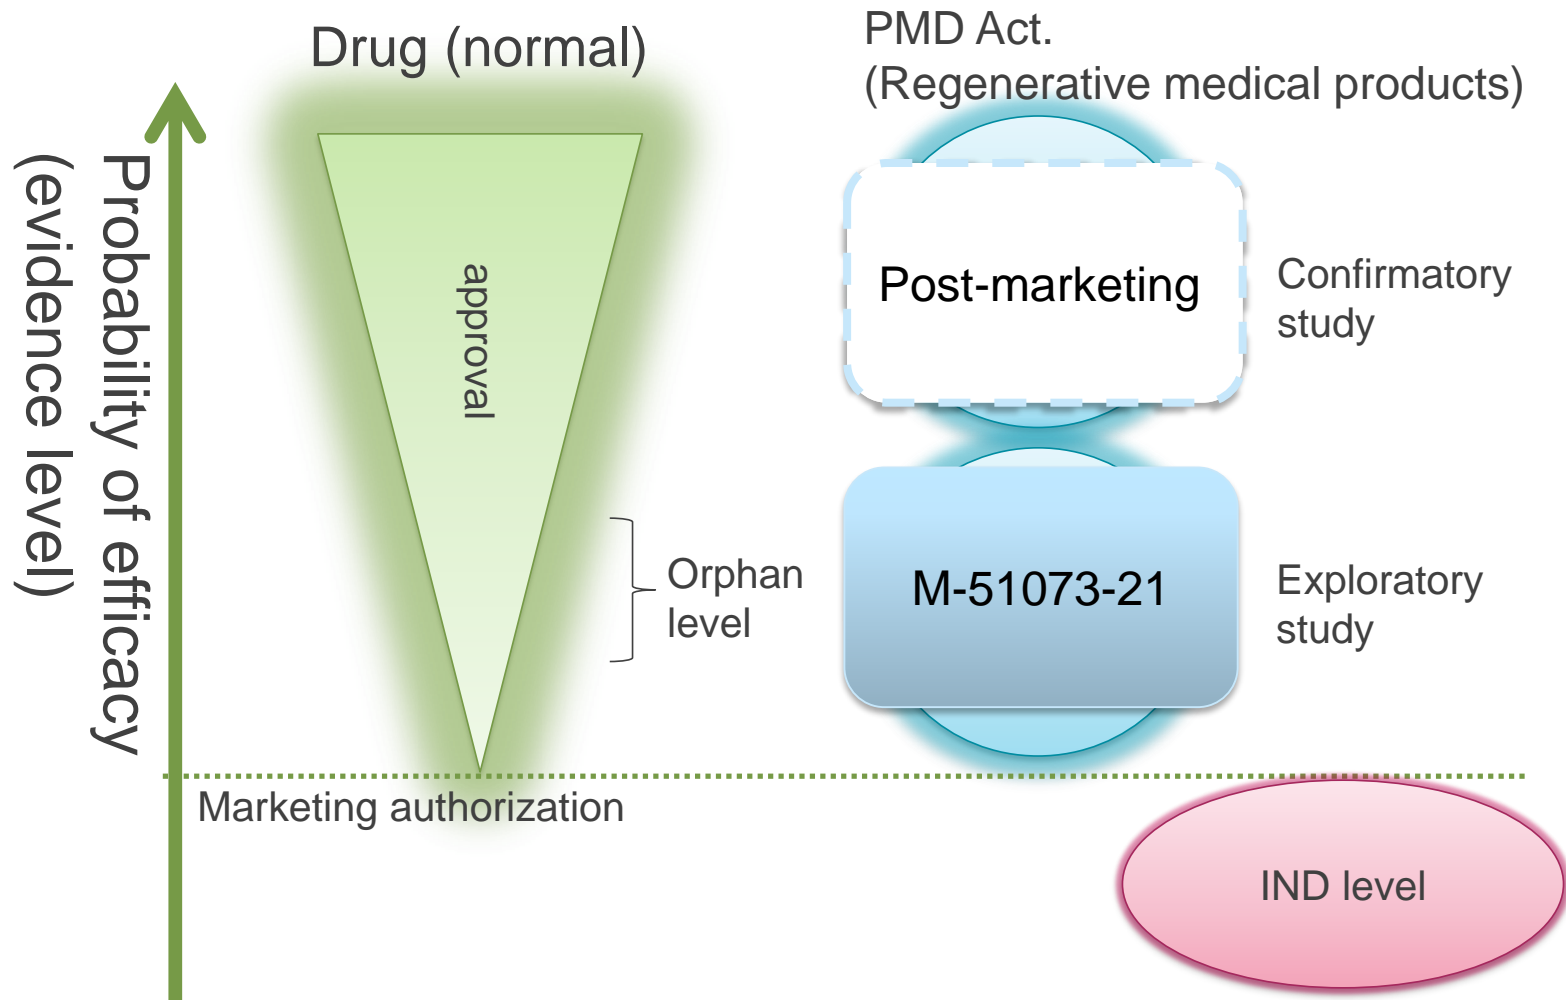 Drug (normal)
PMD Act.
(Regenerative medical products)
Probability of efficacy
(evidence level)
approval
Post-marketing
Confirmatory
study
Orphan
level
M-51073-21
Exploratory
study
Marketing authorization
IND level